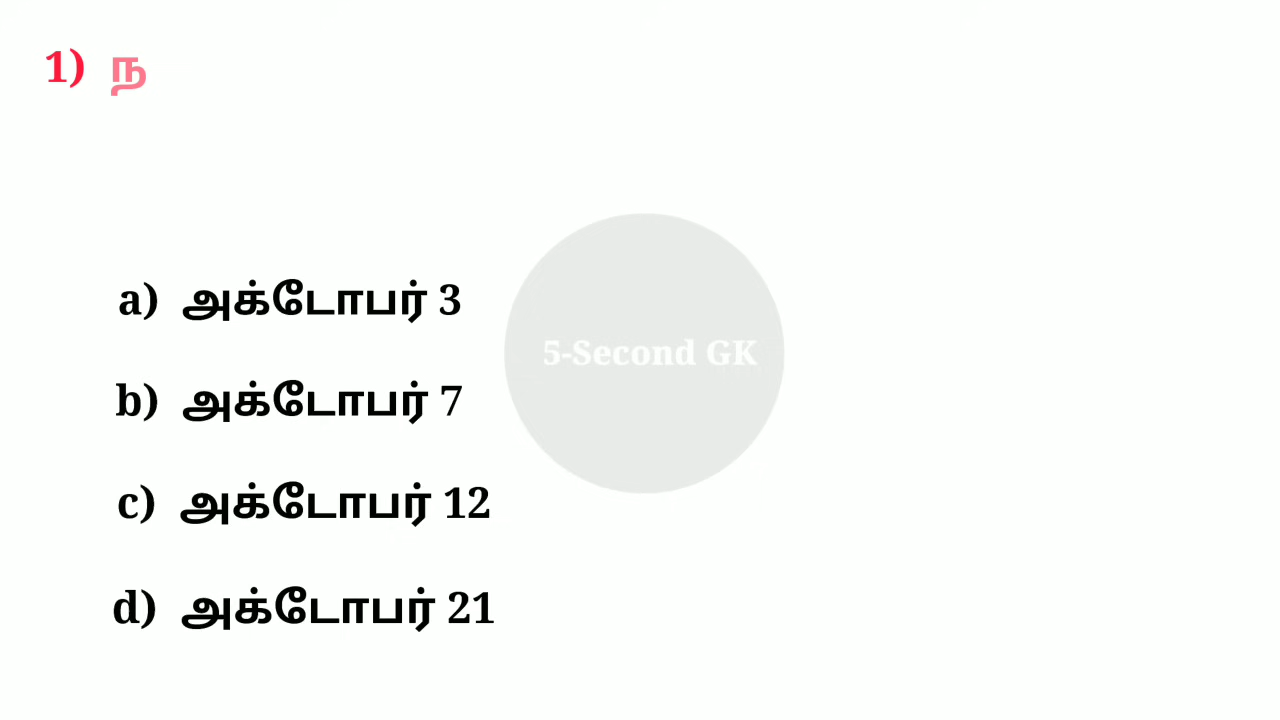 1) ந
a) அக்டோபர் 3
b) அக்டோபர் 7
5-Second GK
c) அக்டோபர் 12
d) அக்டோபர் 21